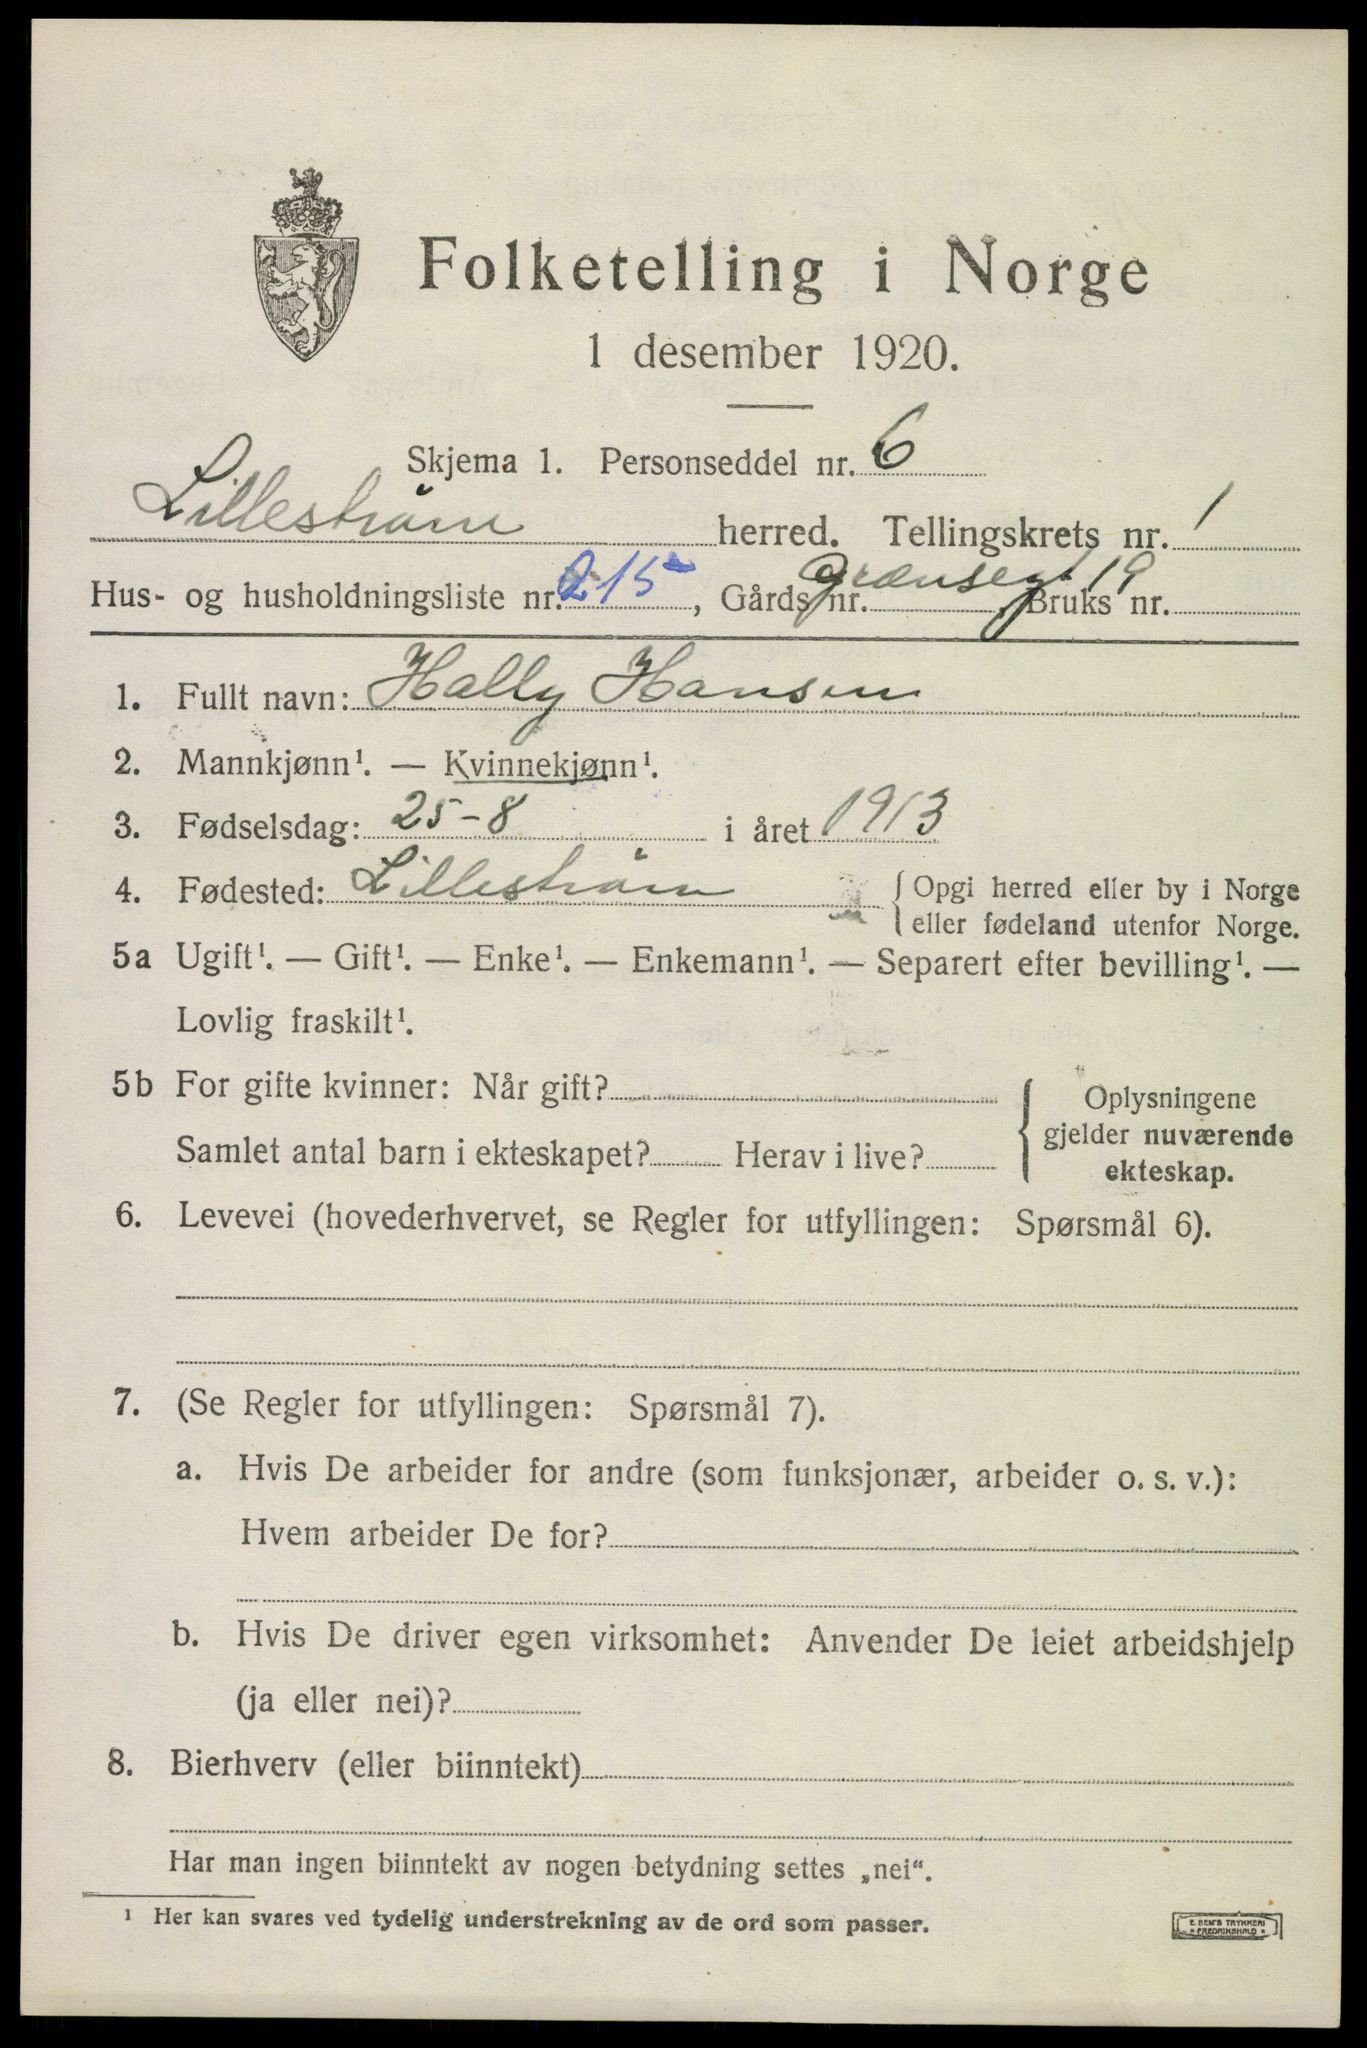 Folketelling i Norge
1 desember 1920.
Skjema 1. Personseddel nr. 6
Lillestrøm herred. Tellingskrets nr. 1
Hus- og husholdningsliste nr. 215, Gårds nr. Grænsegt 19, Bruks nr.
1. Fullt navn: Hally Hansen
2. Mannkjønn¹. — Kvinnekjønn¹.
3. Fødselsdag: 25-8 i året 1913
4. Fødested: Lillestrøm { Opgi herred eller by i Norge
eller fødeland utenfor Norge.
5a Ugift¹. — Gift¹. — Enke¹. — Enkemann¹. — Separert efter bevilling¹. —
Lovlig fraskilt¹.
5b For gifte kvinner: Når gift?
Samlet antal barn i ekteskapet? Herav i live?
Oplysningene
gjelder nuværende
ekteskap.
6. Levevei (hovederhvervet, se Regler for utfyllingen: Spørsmål 6).
7. (Se Regler for utfyllingen: Spørsmål 7).
a. Hvis De arbeider for andre (som funksjonær, arbeider o. s. v.):
Hvem arbeider De for?
b. Hvis De driver egen virksomhet: Anvender De leiet arbeidshjelp
(ja eller nei)?
8. Bierhverv (eller biinntekt)
Har man ingen biinntekt av nogen betydning settes „nei“.
¹ Her kan svares ved tydelig understrekning av de ord som passer.
E. SEM'S TRYKKERI
FREDRIKSHALD